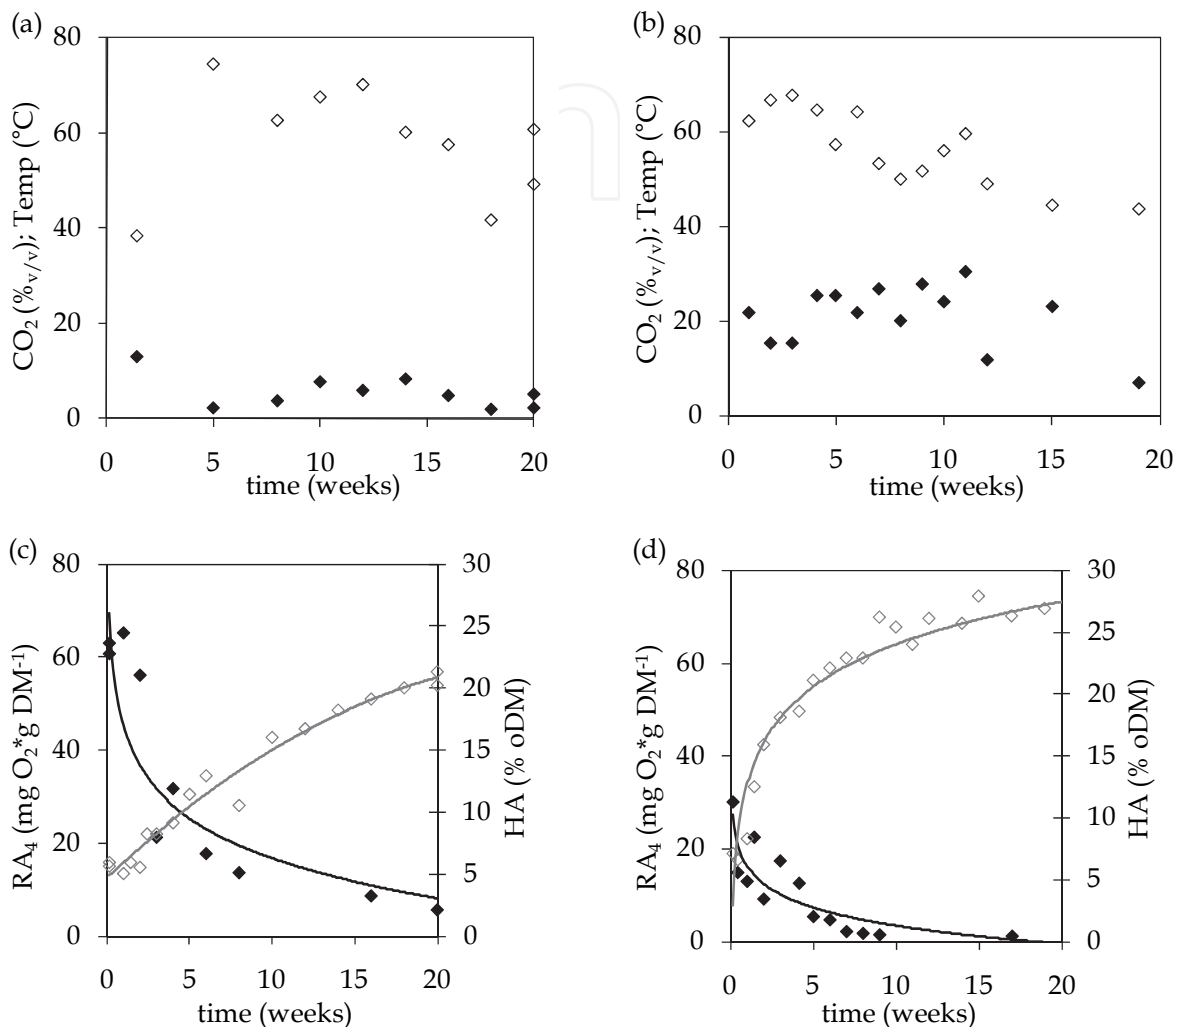 (a)
80
60
40
20
0
CO₂ (%v/v); Temp (°C)
0 5 10 15 20
time (weeks)
(b)
80
60
40
20
0
CO₂ (%v/v); Temp (°C)
0 5 10 15 20
time (weeks)
(c)
80
60
40
20
0
RA₄ (mg O₂*g DM⁻¹)
30
25
20
15
10
5
0
HA (% oDM)
0 5 10 15 20
time (weeks)
(d)
80
60
40
20
0
RA₄ (mg O₂*g DM⁻¹)
30
25
20
15
10
5
0
HA (% oDM)
0 5 10 15 20
time (weeks)